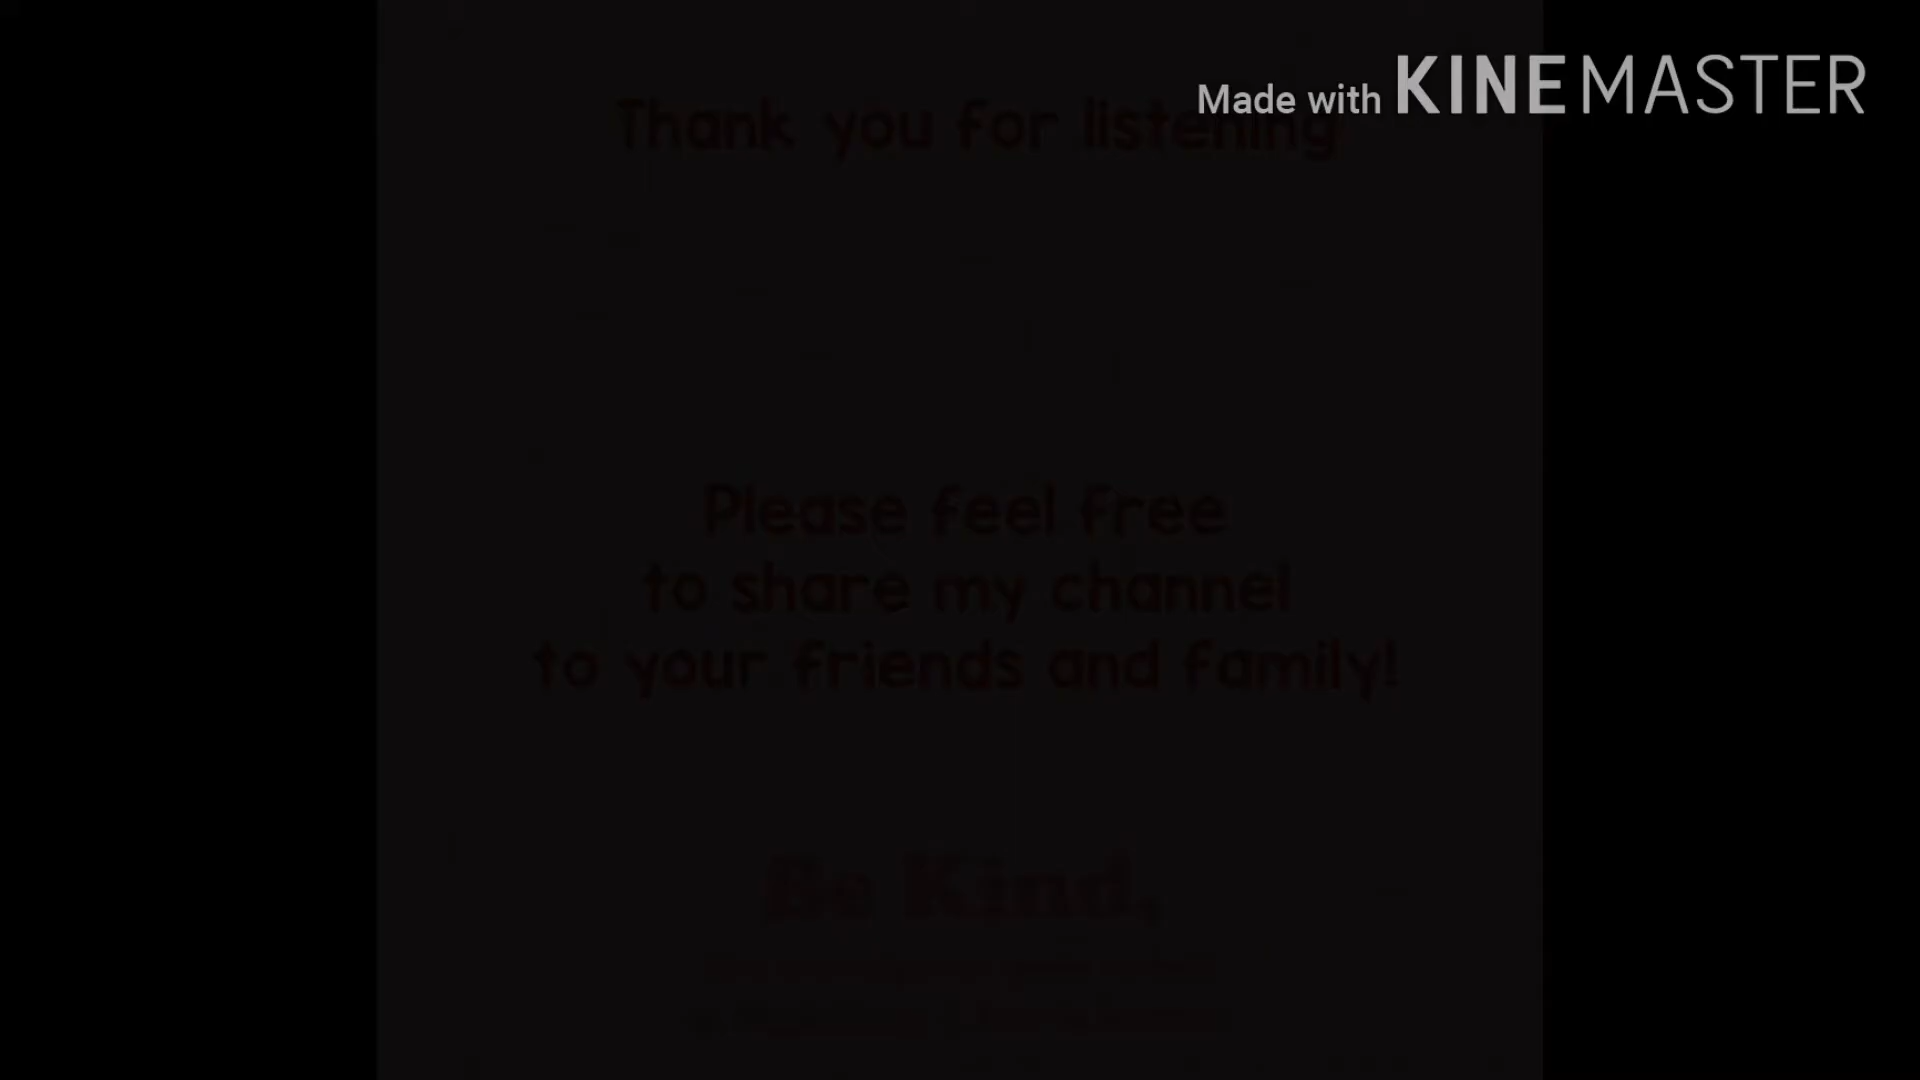 Made with KINEMASTER
Thank you for listening
Please feel free
to share my channel
to your friends and family!
Be Kind.